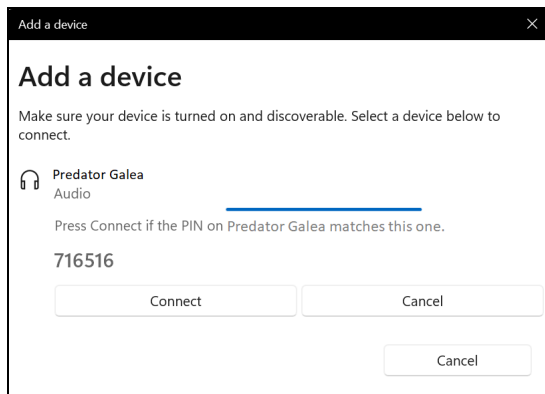 Add a device
Add a device
Make sure your device is turned on and discoverable. Select a device below to
connect.
Predator Galea
Audio
Press Connect if the PIN on Predator Galea matches this one.
716516
Connect Cancel
Cancel